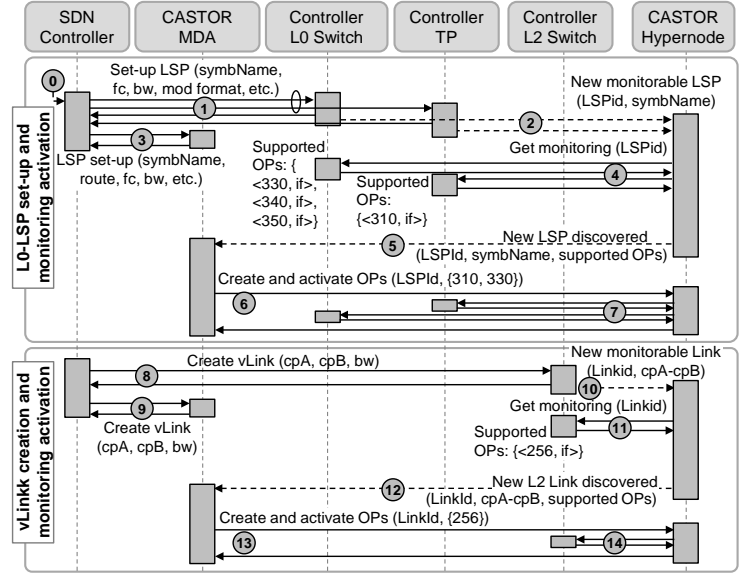 SDN
Controller
CASTOR
MDA
Controller
L0 Switch
Controller
TP
Controller
L2 Switch
CASTOR
Hypernode
L0-LSP set-up and
monitoring activation
0
Set-up LSP (symbName,
fc, bw, mod format, etc.)
1
New monitorable LSP
(LSPid, symbName)
2
3
LSP set-up (symbName,
route, fc, bw, etc.)
Get monitoring (LSPid)
4
Supported
OPs: {
<330, if>,
<340, if>,
<350, if>}
Supported
OPs:
{<310, if>}
New LSP discovered
5
(LSPId, symbName, supported OPs)
Create and activate OPs (LSPId, {310, 330})
6
7
vLinkk creation and
monitoring activation
Create vLink (cpA, cpB, bw)
8
New monitorable Link
(Linkid, cpA-cpB)
10
9
Create vLink
(cpA, cpB, bw)
Get monitoring (Linkid)
11
Supported
OPs: {<256, if>}
New L2 Link discovered
12
(LinkId, cpA-cpB, supported OPs)
Create and activate OPs (LinkId, {256})
13
14